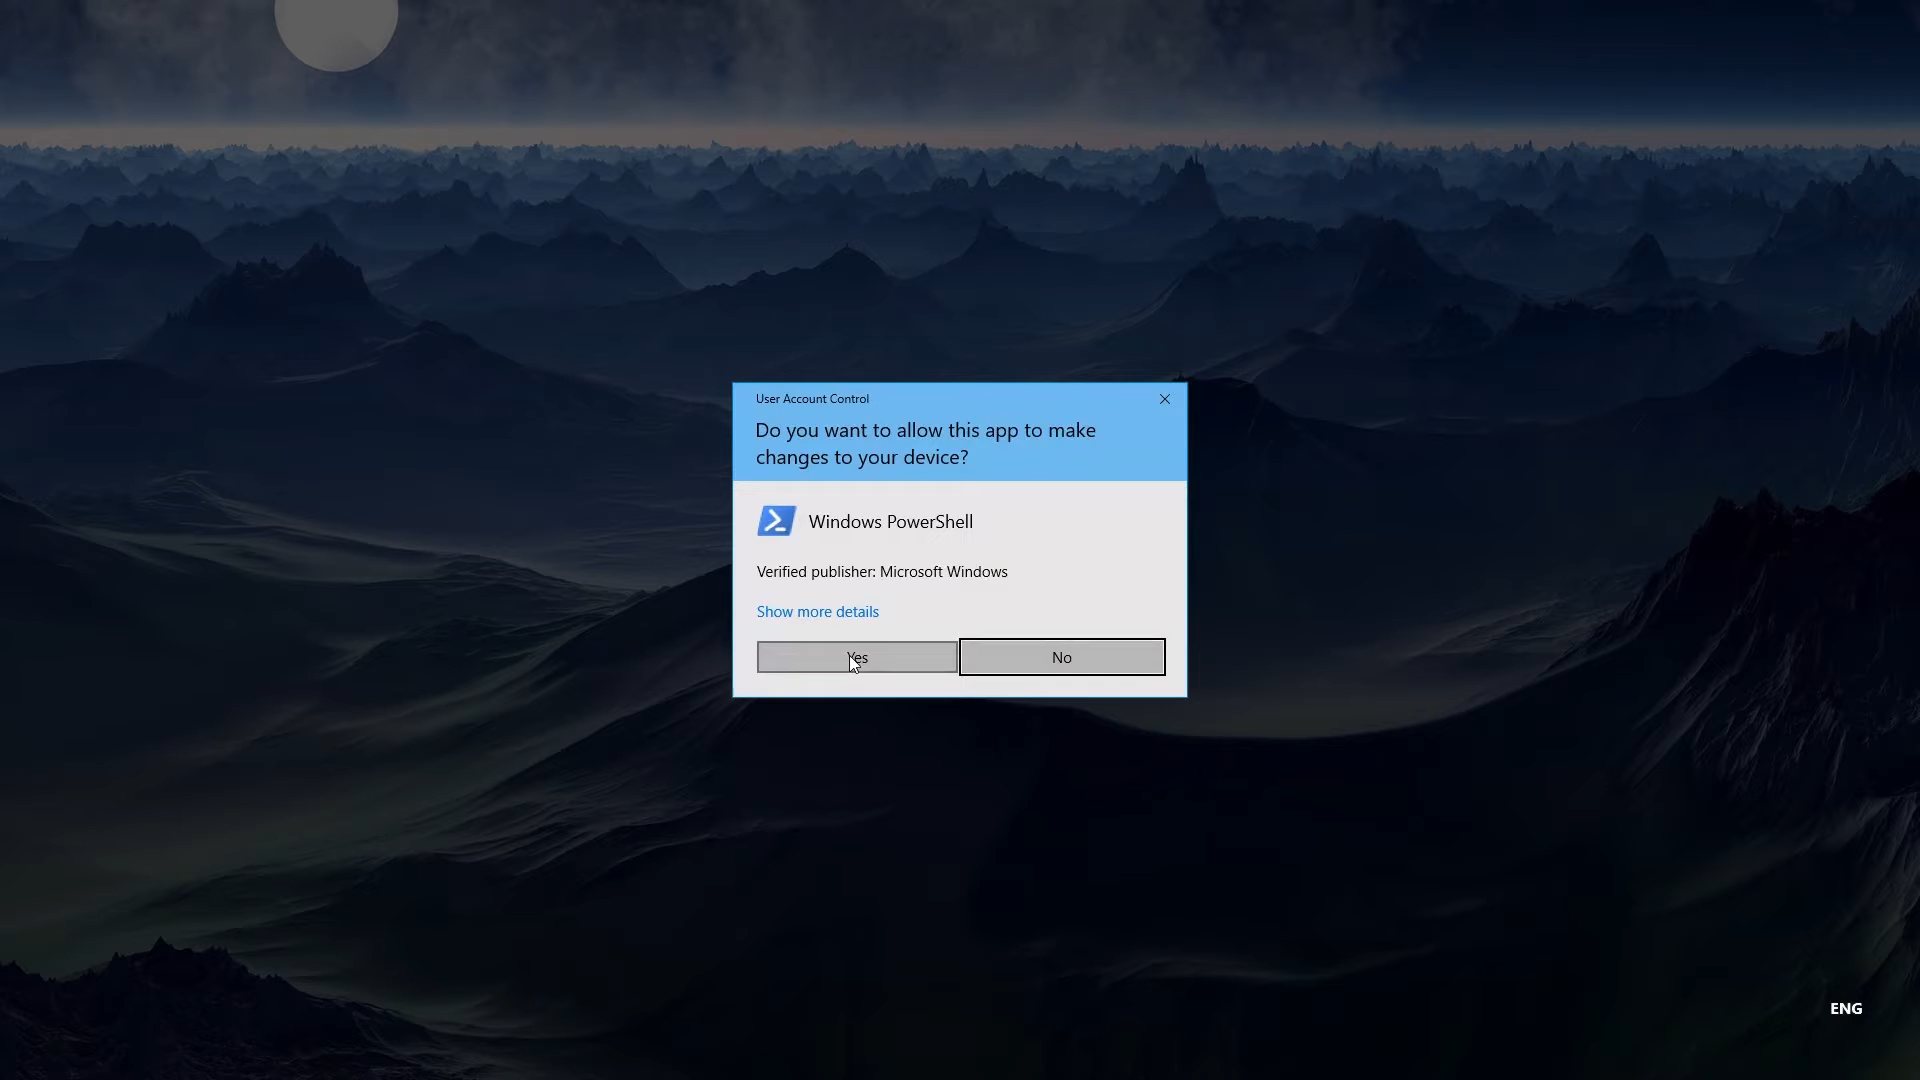 User Account Control
Do you want to allow this app to make
changes to your device?
Windows PowerShell
Verified publisher: Microsoft Windows
Show more details
Yes
No
ENG